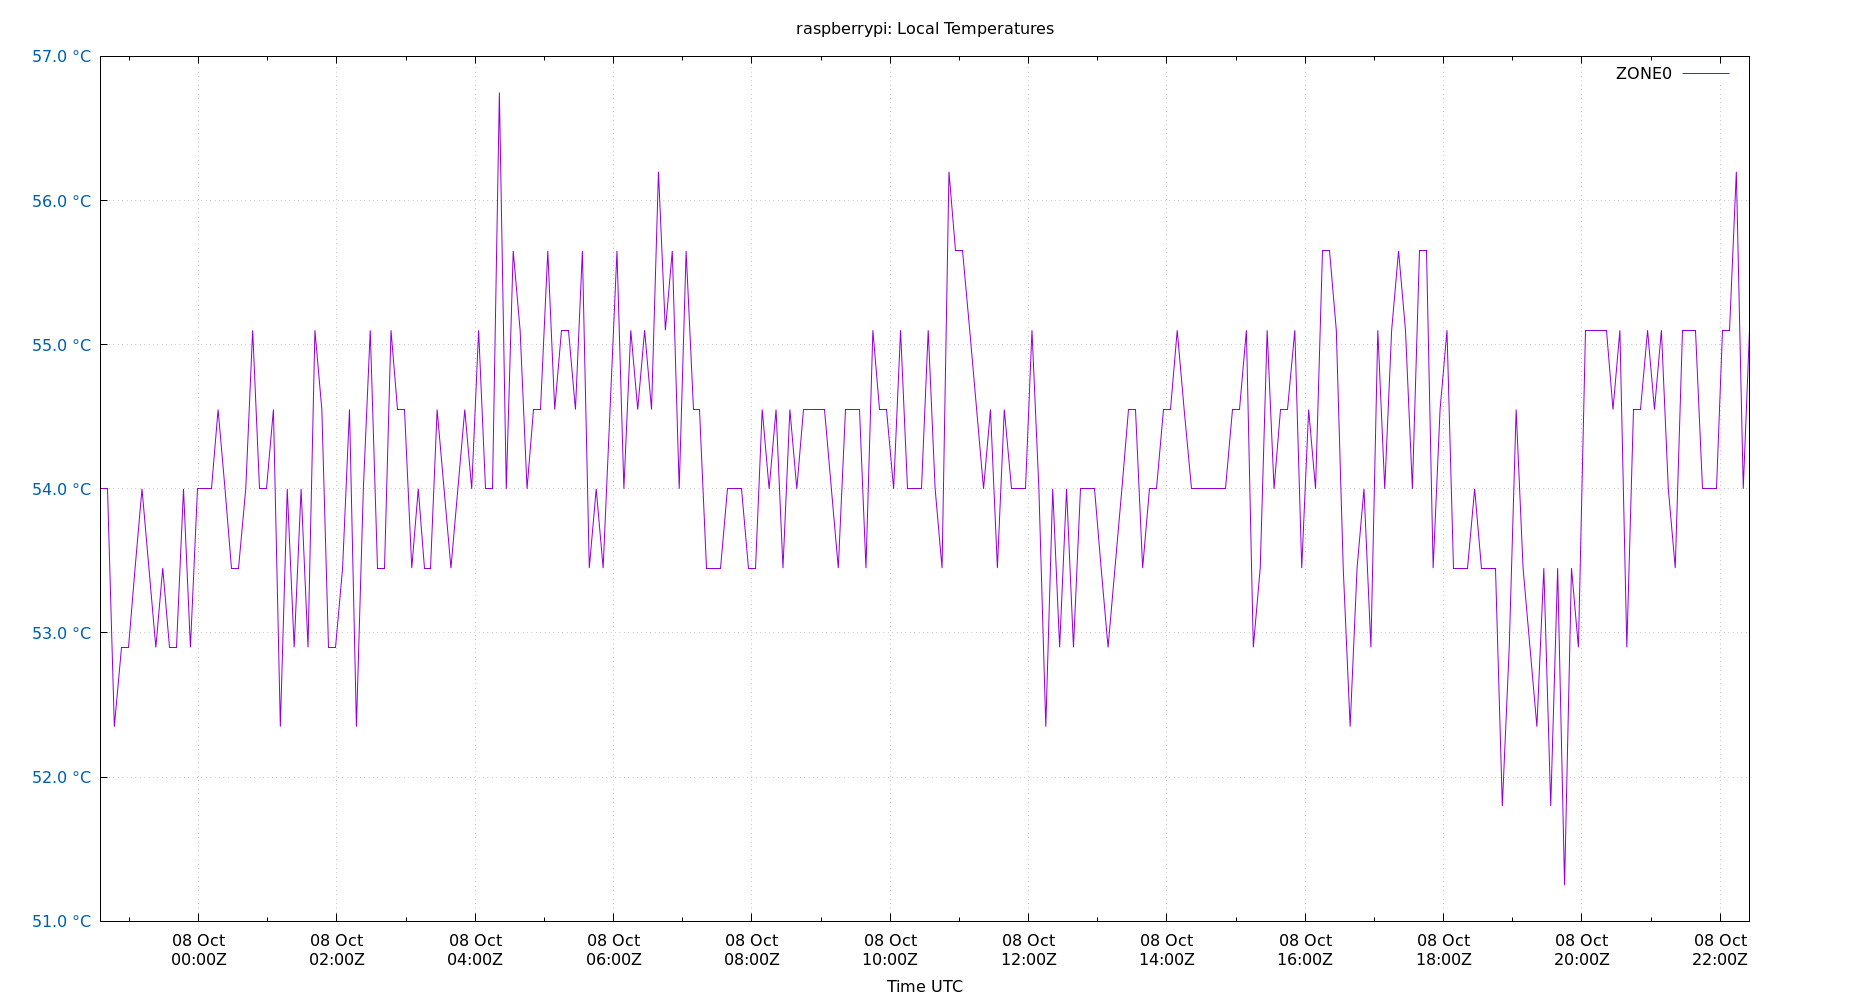 raspberrypi: Local Temperatures
57.0 °C
ZONE0
56.0 °C
55.0 °C
54.0 °C
53.0 °C
52.0 °C
51.0 °C
08 Oct 08 Oct 08 Oct 08 Oct 08 Oct 08 Oct 08 Oct 08 Oct 08 Oct 08 Oct 08 Oct 08 Oct
00:00Z 02:00Z 04:00Z 06:00Z 08:00Z 10:00Z 12:00Z 14:00Z 16:00Z 18:00Z 20:00Z 22:00Z
Time UTC